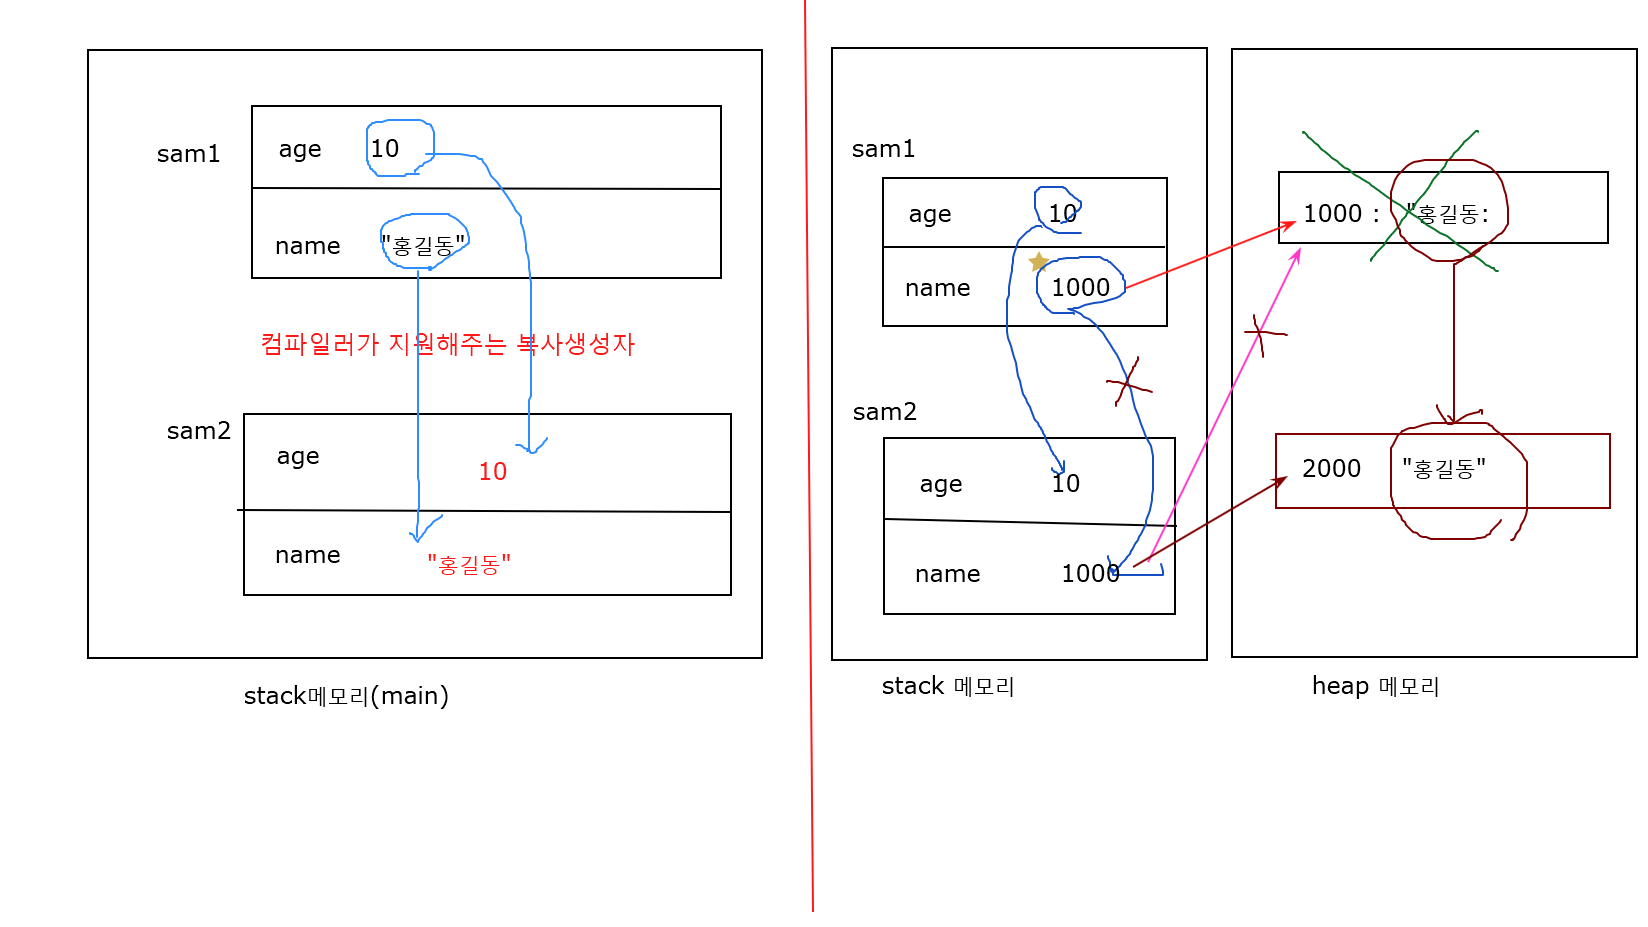 sam1
age 10
name "홍길동"
컴파일러가 지원해주는 복사생성자
sam2
age 10
name "홍길동"
stack메모리(main)
sam1
age 10
name 1000
sam2
age 10
name 1000
stack 메모리
1000 : "홍길동:
2000 "홍길동"
heap 메모리